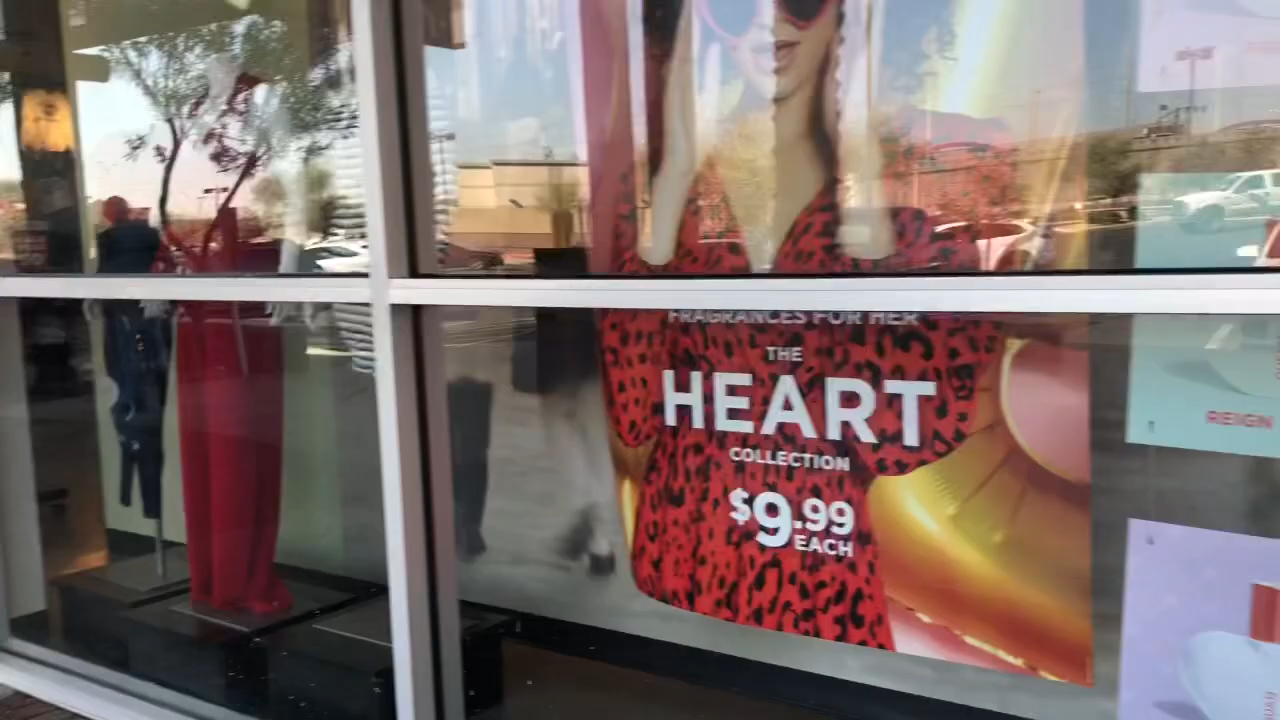 FRAGRANCES FOR HER
THE
HEART
COLLECTION
$9.99
EACH
REIGN